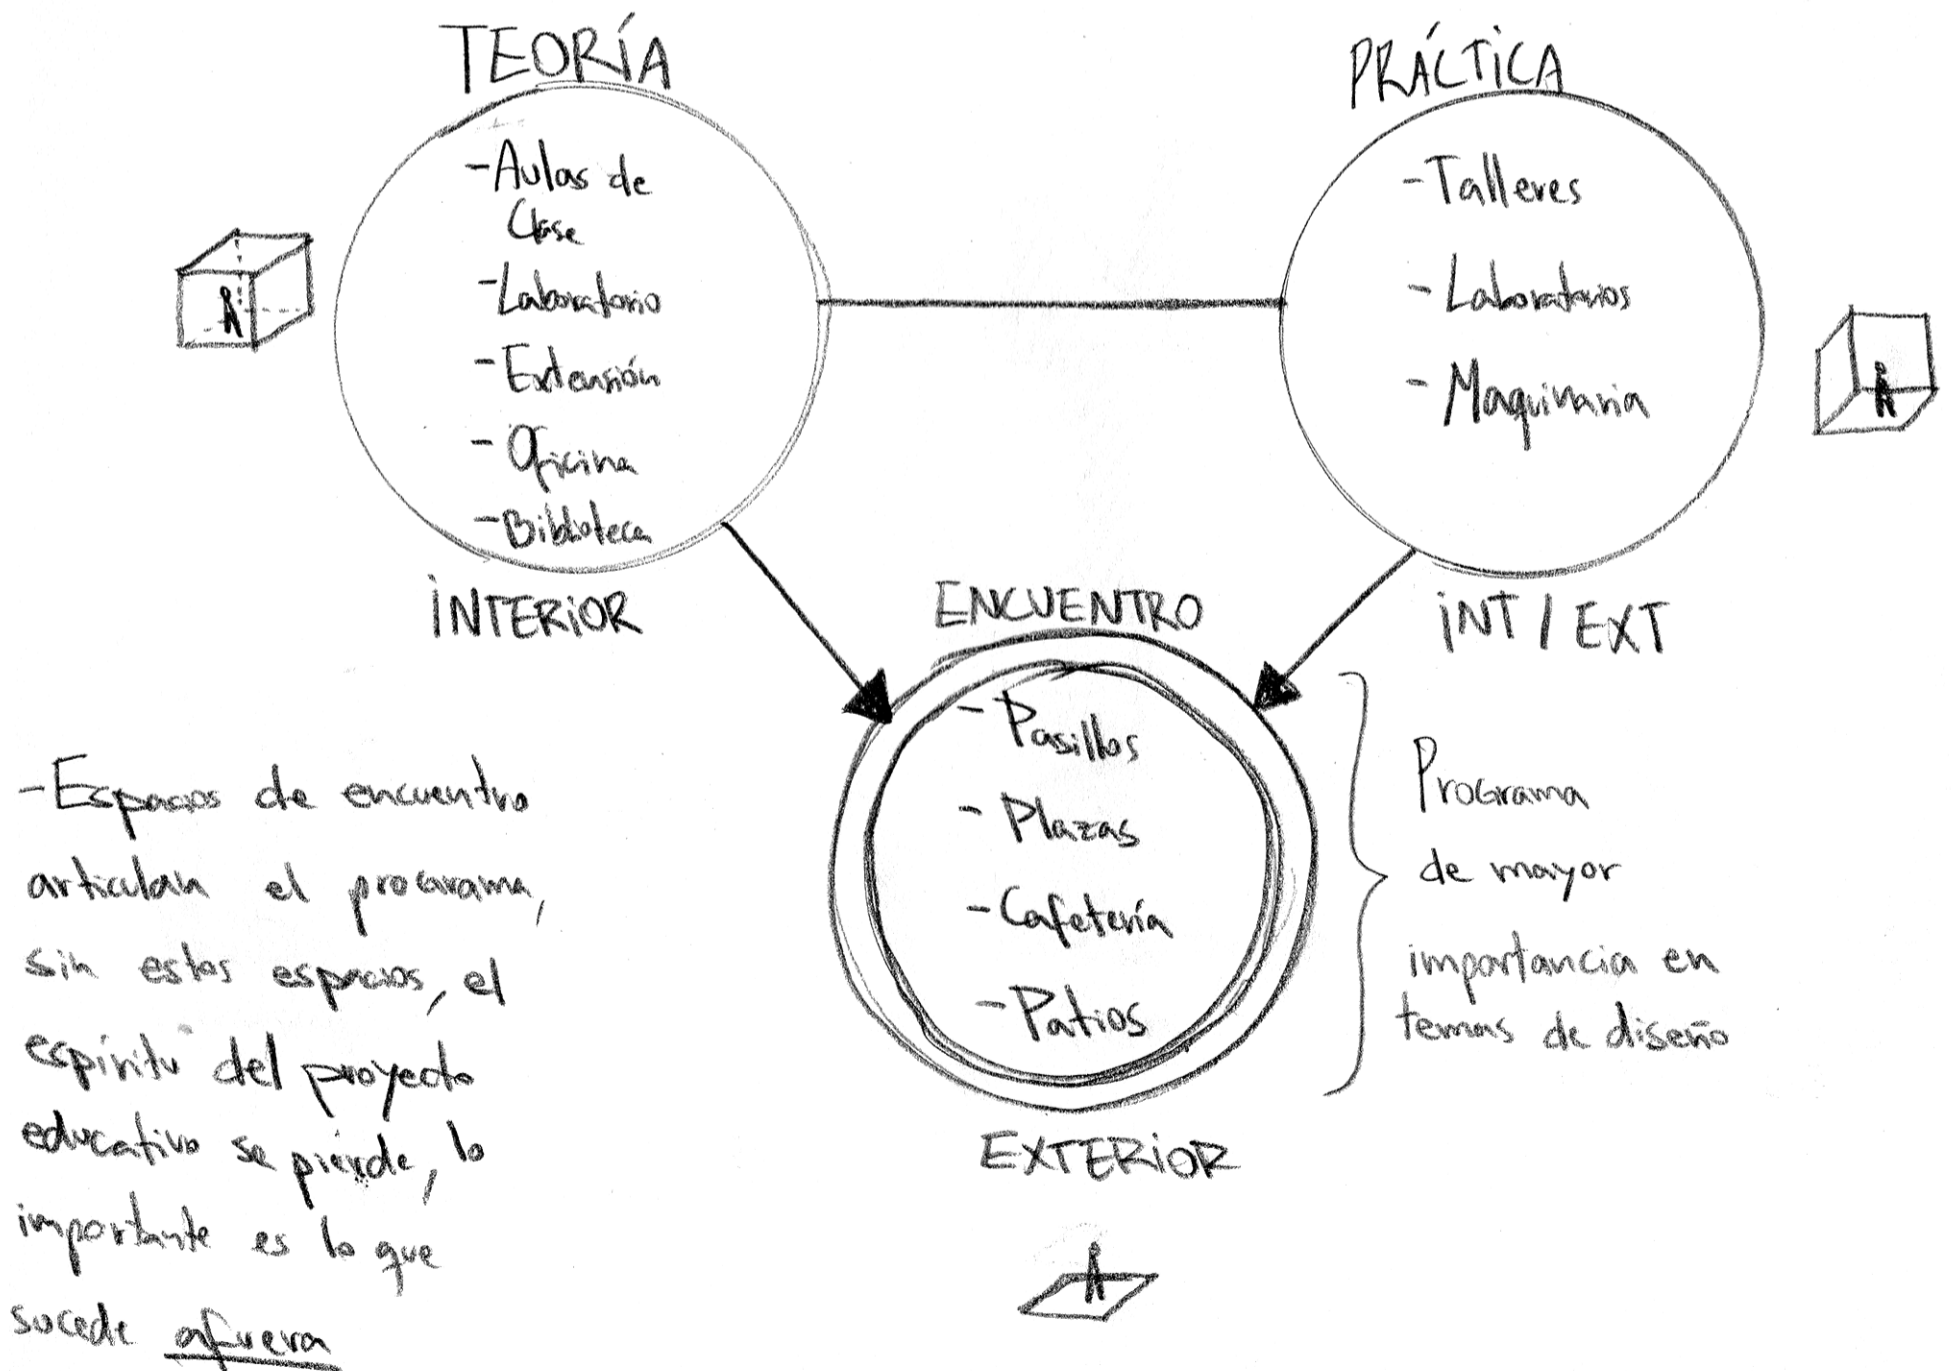 TEORÍA
-Aulas de
Clase
-Laboratorio
-Extensión
-Oficina
-Biblioteca
INTERIOR
PRÁCTICA
-Talleres
-Laboratorios
-Maquinaria
INT / EXT
ENCUENTRO
-Pasillos
-Plazas
-Cafetería
-Patios
EXTERIOR
Programa
de mayor
importancia en
temas de diseño
-Espacios de encuentro
articulan el programa,
sin estos espacios, el
espíritu del proyecto
educativo se pierde, lo
importante es lo que
sucede afuera